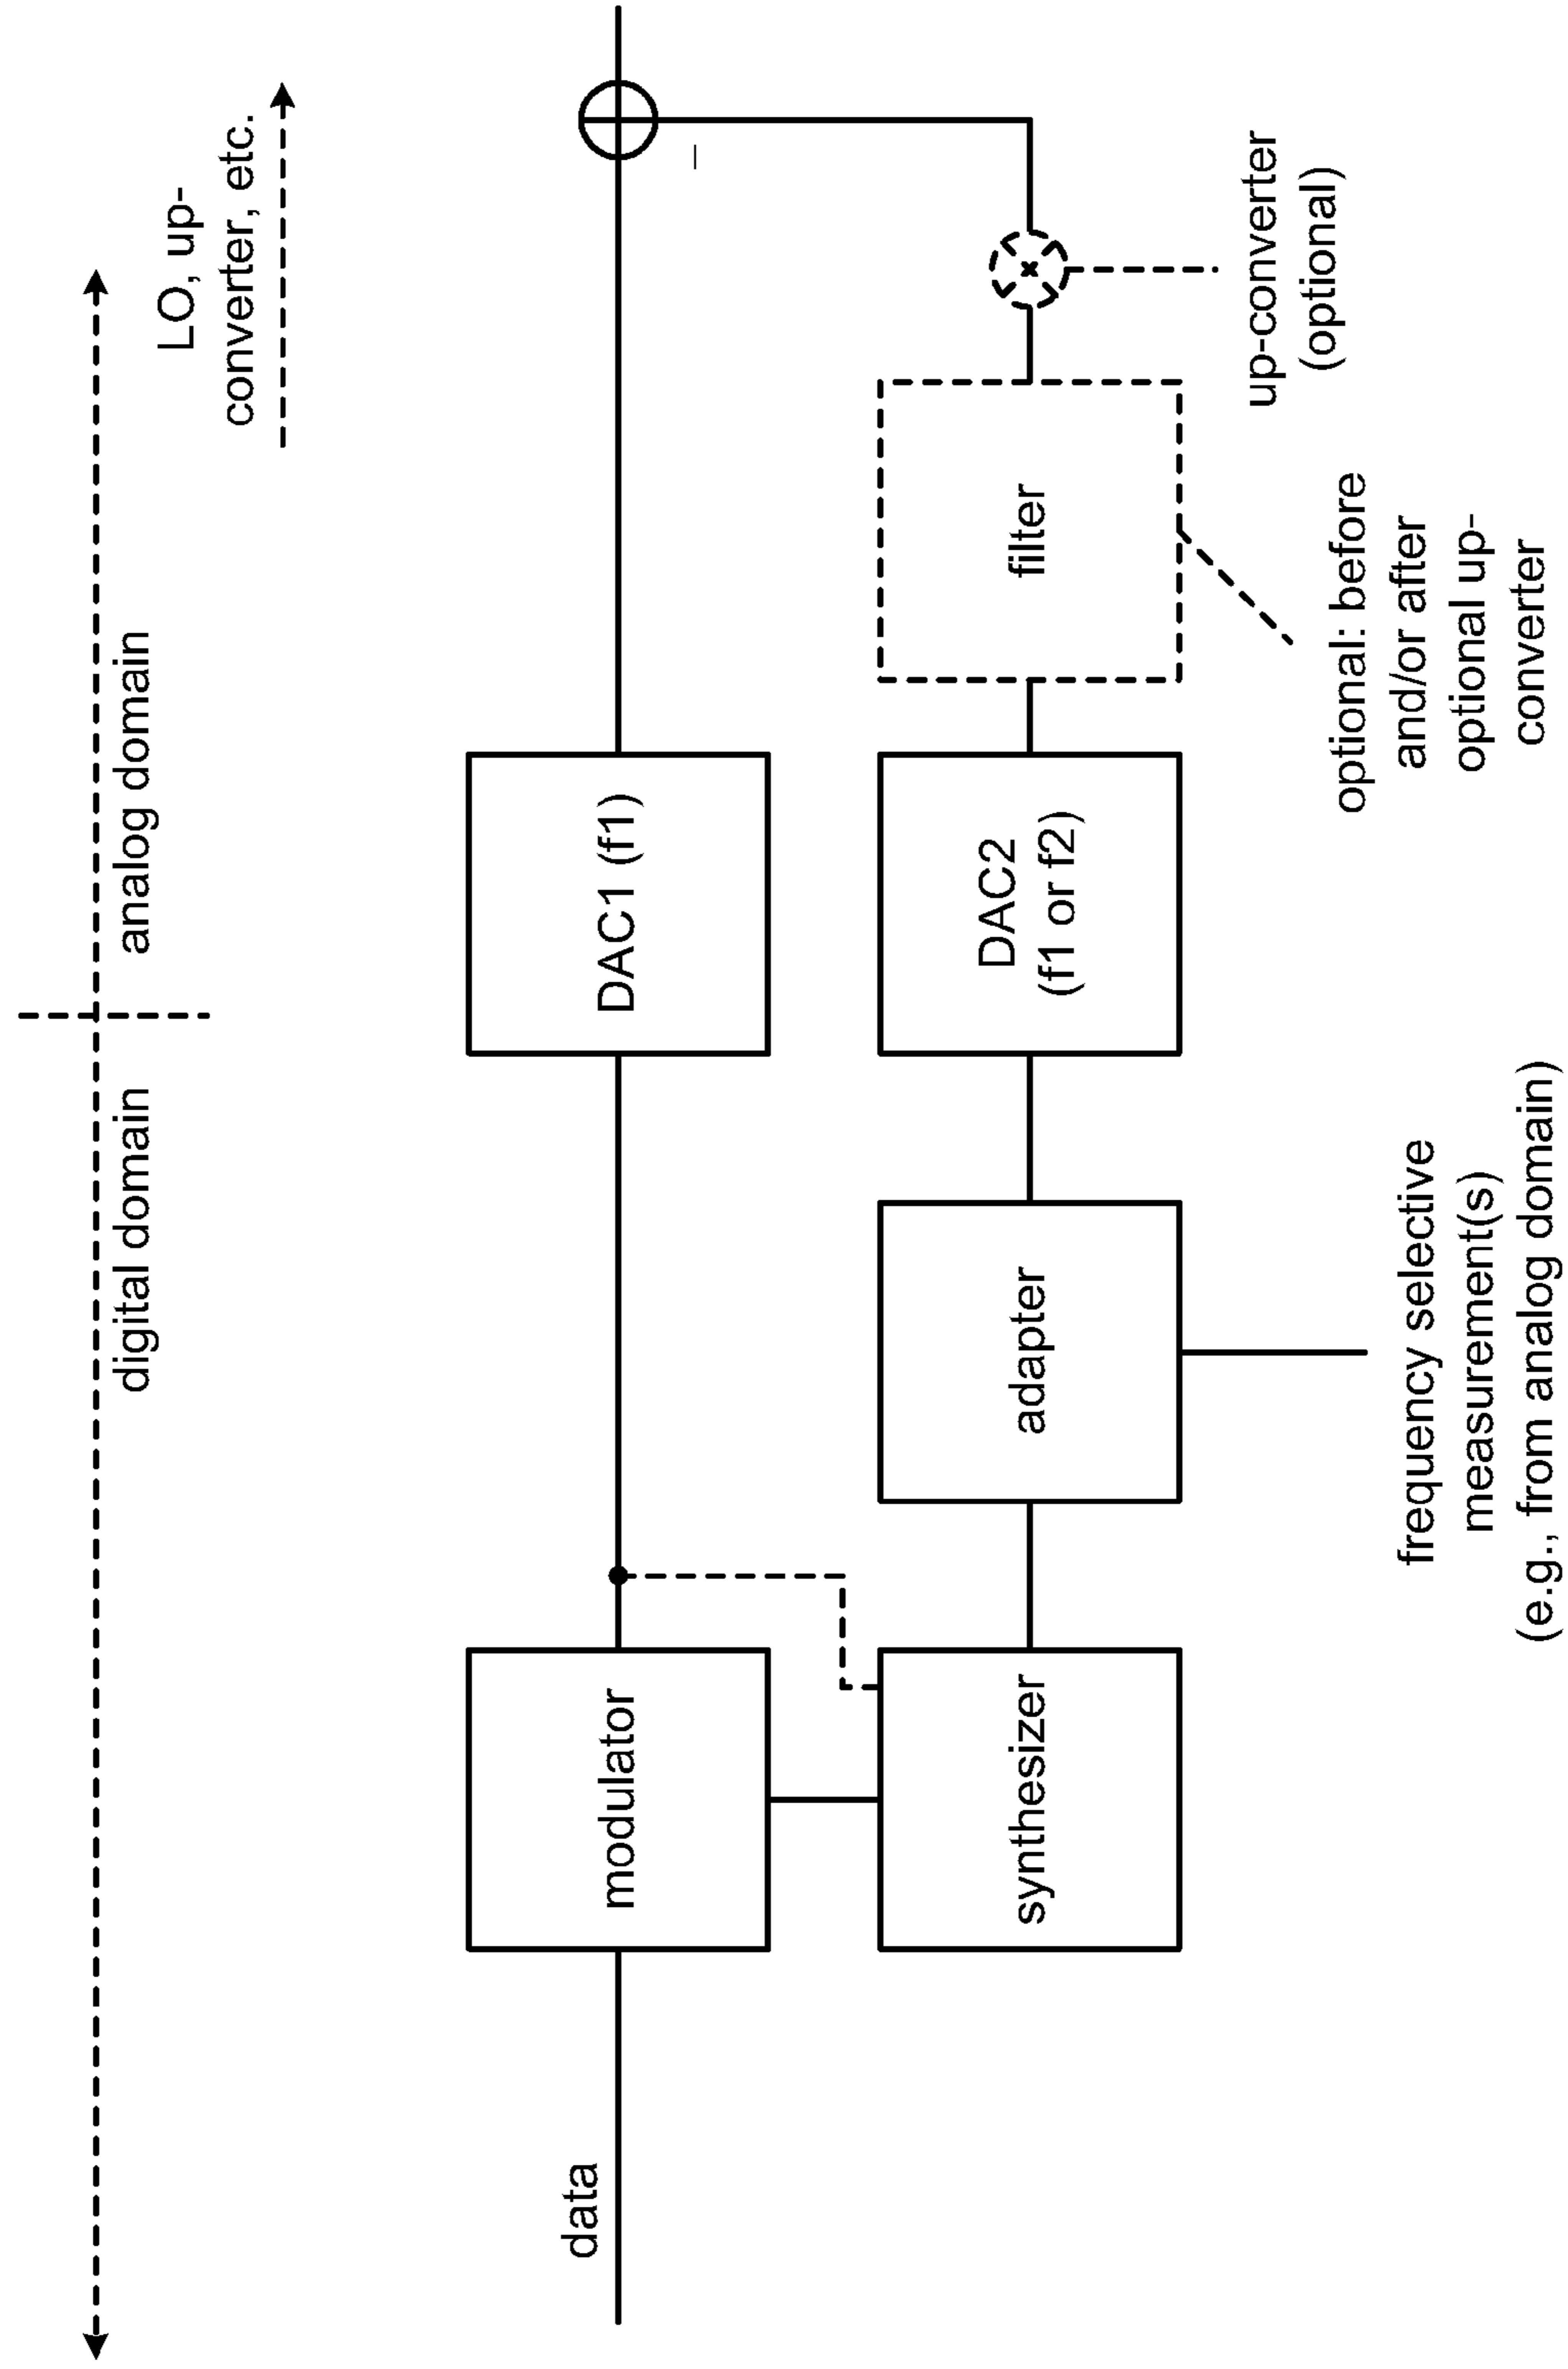 digital domain
analog domain
LO, up-
converter, etc.
data
modulator
DAC1 (f1)
–
synthesizer
adapter
DAC2
(f1 or f2)
filter
up-converter
(optional)
optional: before
and/or after
optional up-
converter
frequency selective
measurement(s)
(e.g., from analog domain)